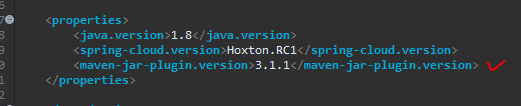 <properties>
<java.version>1.8</java.version>
<spring-cloud.version>Hoxton.RC1</spring-cloud.version>
<maven-jar-plugin.version>3.1.1</maven-jar-plugin.version>
</properties>